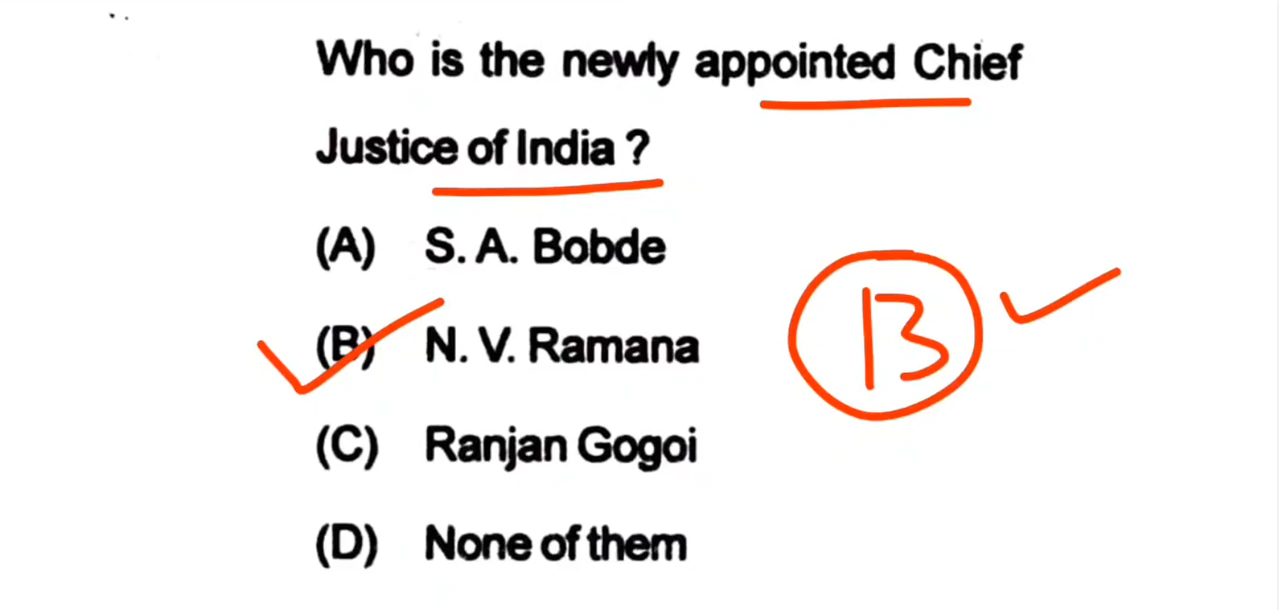 Who is the newly appointed Chief
Justice of India ?
(A) S. A. Bobde
(B) N. V. Ramana
B
(C) Ranjan Gogoi
(D) None of them